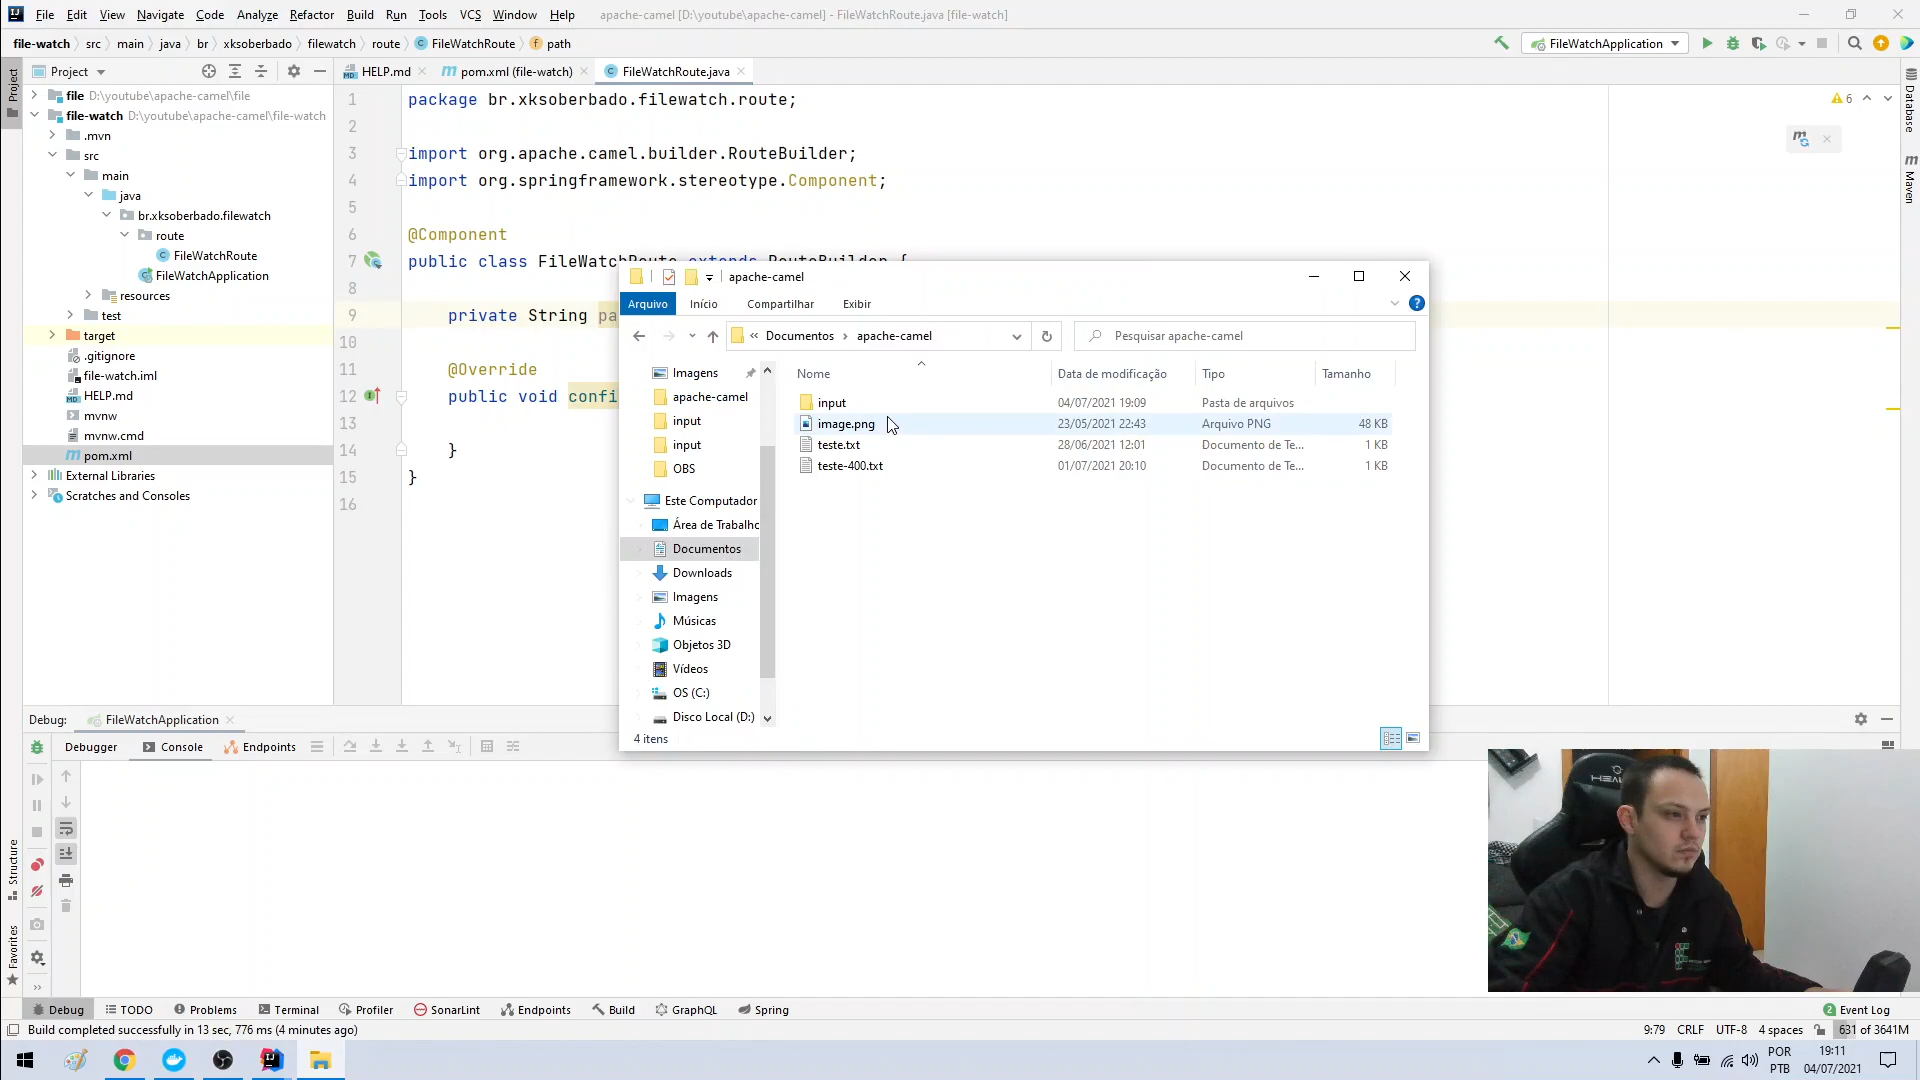 File Edit View Navigate Code Analyze Refactor Build Run Tools VCS Window Help apache-camel [D:\youtube\apache-camel] - FileWatchRoute.java [file-watch]
file-watch src main java br xksoberbado filewatch route FileWatchRoute path FileWatchApplication
Project HELP.md pom.xml (file-watch) FileWatchRoute.java
Project
Database
Maven
Structure
Favorites
file D:\youtube\apache-camel\file
file-watch D:\youtube\apache-camel\file-watch
.mvn
src
main
java
br.xksoberbado.filewatch
route
FileWatchRoute
FileWatchApplication
resources
test
target
.gitignore
file-watch.iml
HELP.md
mvnw
mvnw.cmd
pom.xml
External Libraries
Scratches and Consoles
6
1 package br.xksoberbado.filewatch.route;
2
3 import org.apache.camel.builder.RouteBuilder;
4 import org.springframework.stereotype.Component;
5
6 @Component
7 public class FileWatchRoute extends RouteBuilder {
8
9 private String pa
10
11 @Override
12 public void confi
13
14 }
15 }
16
apache-camel
Arquivo Início Compartilhar Exibir
Documentos apache-camel Pesquisar apache-camel
Imagens
apache-camel
input
input
OBS
Este Computador
Área de Trabalho
Documentos
Downloads
Imagens
Músicas
Objetos 3D
Vídeos
OS (C:)
Disco Local (D:)
Nome Data de modificação Tipo Tamanho
input 04/07/2021 19:09 Pasta de arquivos
image.png 23/05/2021 22:43 Arquivo PNG 48 KB
teste.txt 28/06/2021 12:01 Documento de Te... 1 KB
teste-400.txt 01/07/2021 20:10 Documento de Te... 1 KB
4 itens
Debug: FileWatchApplication
Debugger Console Endpoints
Debug TODO Problems Terminal Profiler SonarLint Endpoints Build GraphQL Spring 2 Event Log
Build completed successfully in 13 sec, 776 ms (4 minutes ago) 9:79 CRLF UTF-8 4 spaces 631 of 3641M
POR
PTB
19:11
04/07/2021